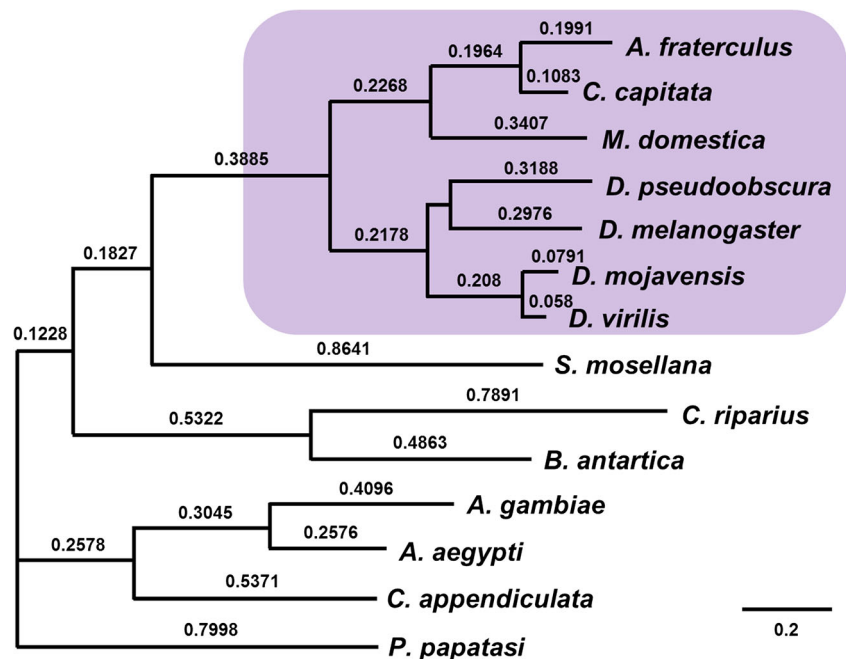 0.1991
A. fraterculus
0.1964
0.1083
C. capitata
0.2268
0.3407
M. domestica
0.3885
0.3188
D. pseudoobscura
0.2976
D. melanogaster
0.2178
0.0791
D. mojavensis
0.208
0.058
D. virilis
0.1827
0.8641
S. mosellana
0.1228
0.7891
C. riparius
0.5322
0.4863
B. antartica
0.4096
A. gambiae
0.3045
0.2576
A. aegypti
0.2578
0.5371
C. appendiculata
0.7998
P. papatasi
0.2